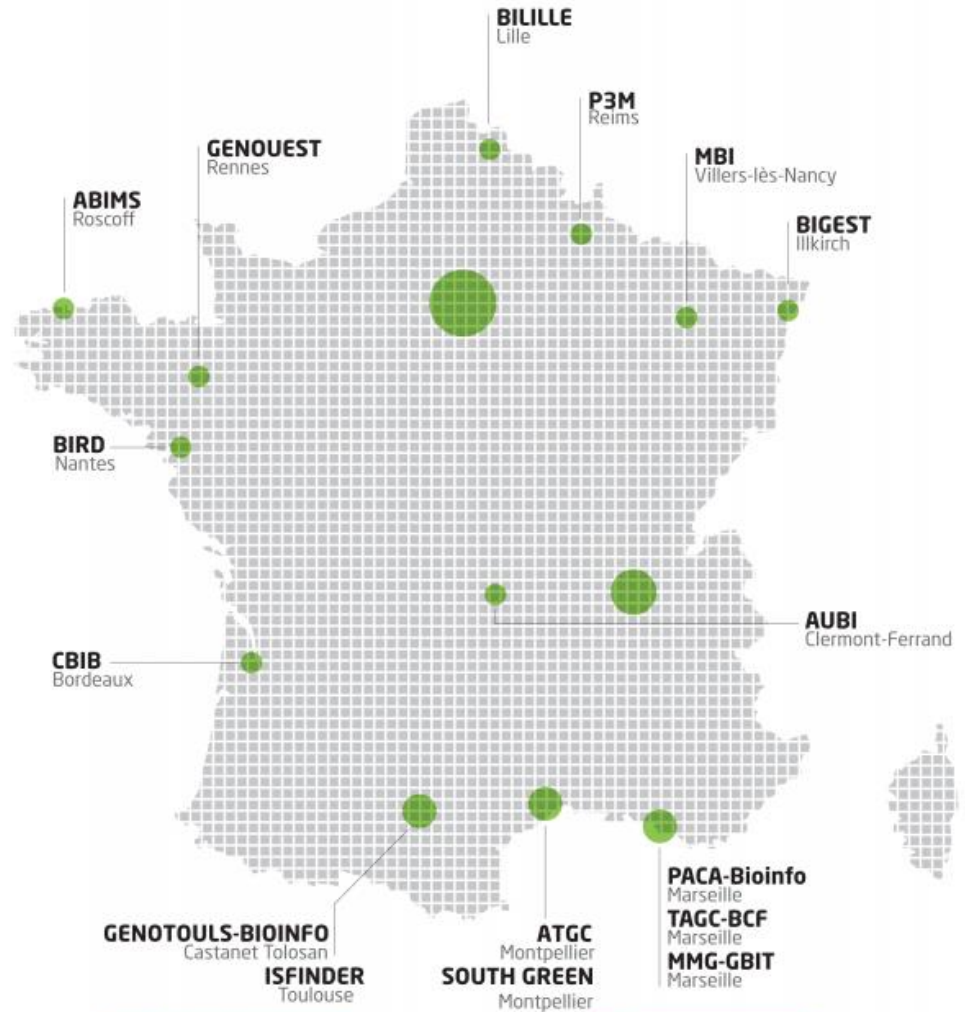 BILILLE
Lille
P3M
Reims
GENOUEST
Rennes
MBI
Villers-lès-Nancy
ABIMS
Roscoff
BIGEST
Illkirch
BIRD
Nantes
AUBI
Clermont-Ferrand
CBIB
Bordeaux
PACA-Bioinfo
Marseille
TAGC-BCF
Marseille
MMG-GBIT
Marseille
GENOTOULS-BIOINFO
Castanet Tolosan
ISFINDER
Toulouse
ATGC
Montpellier
SOUTH GREEN
Montpellier